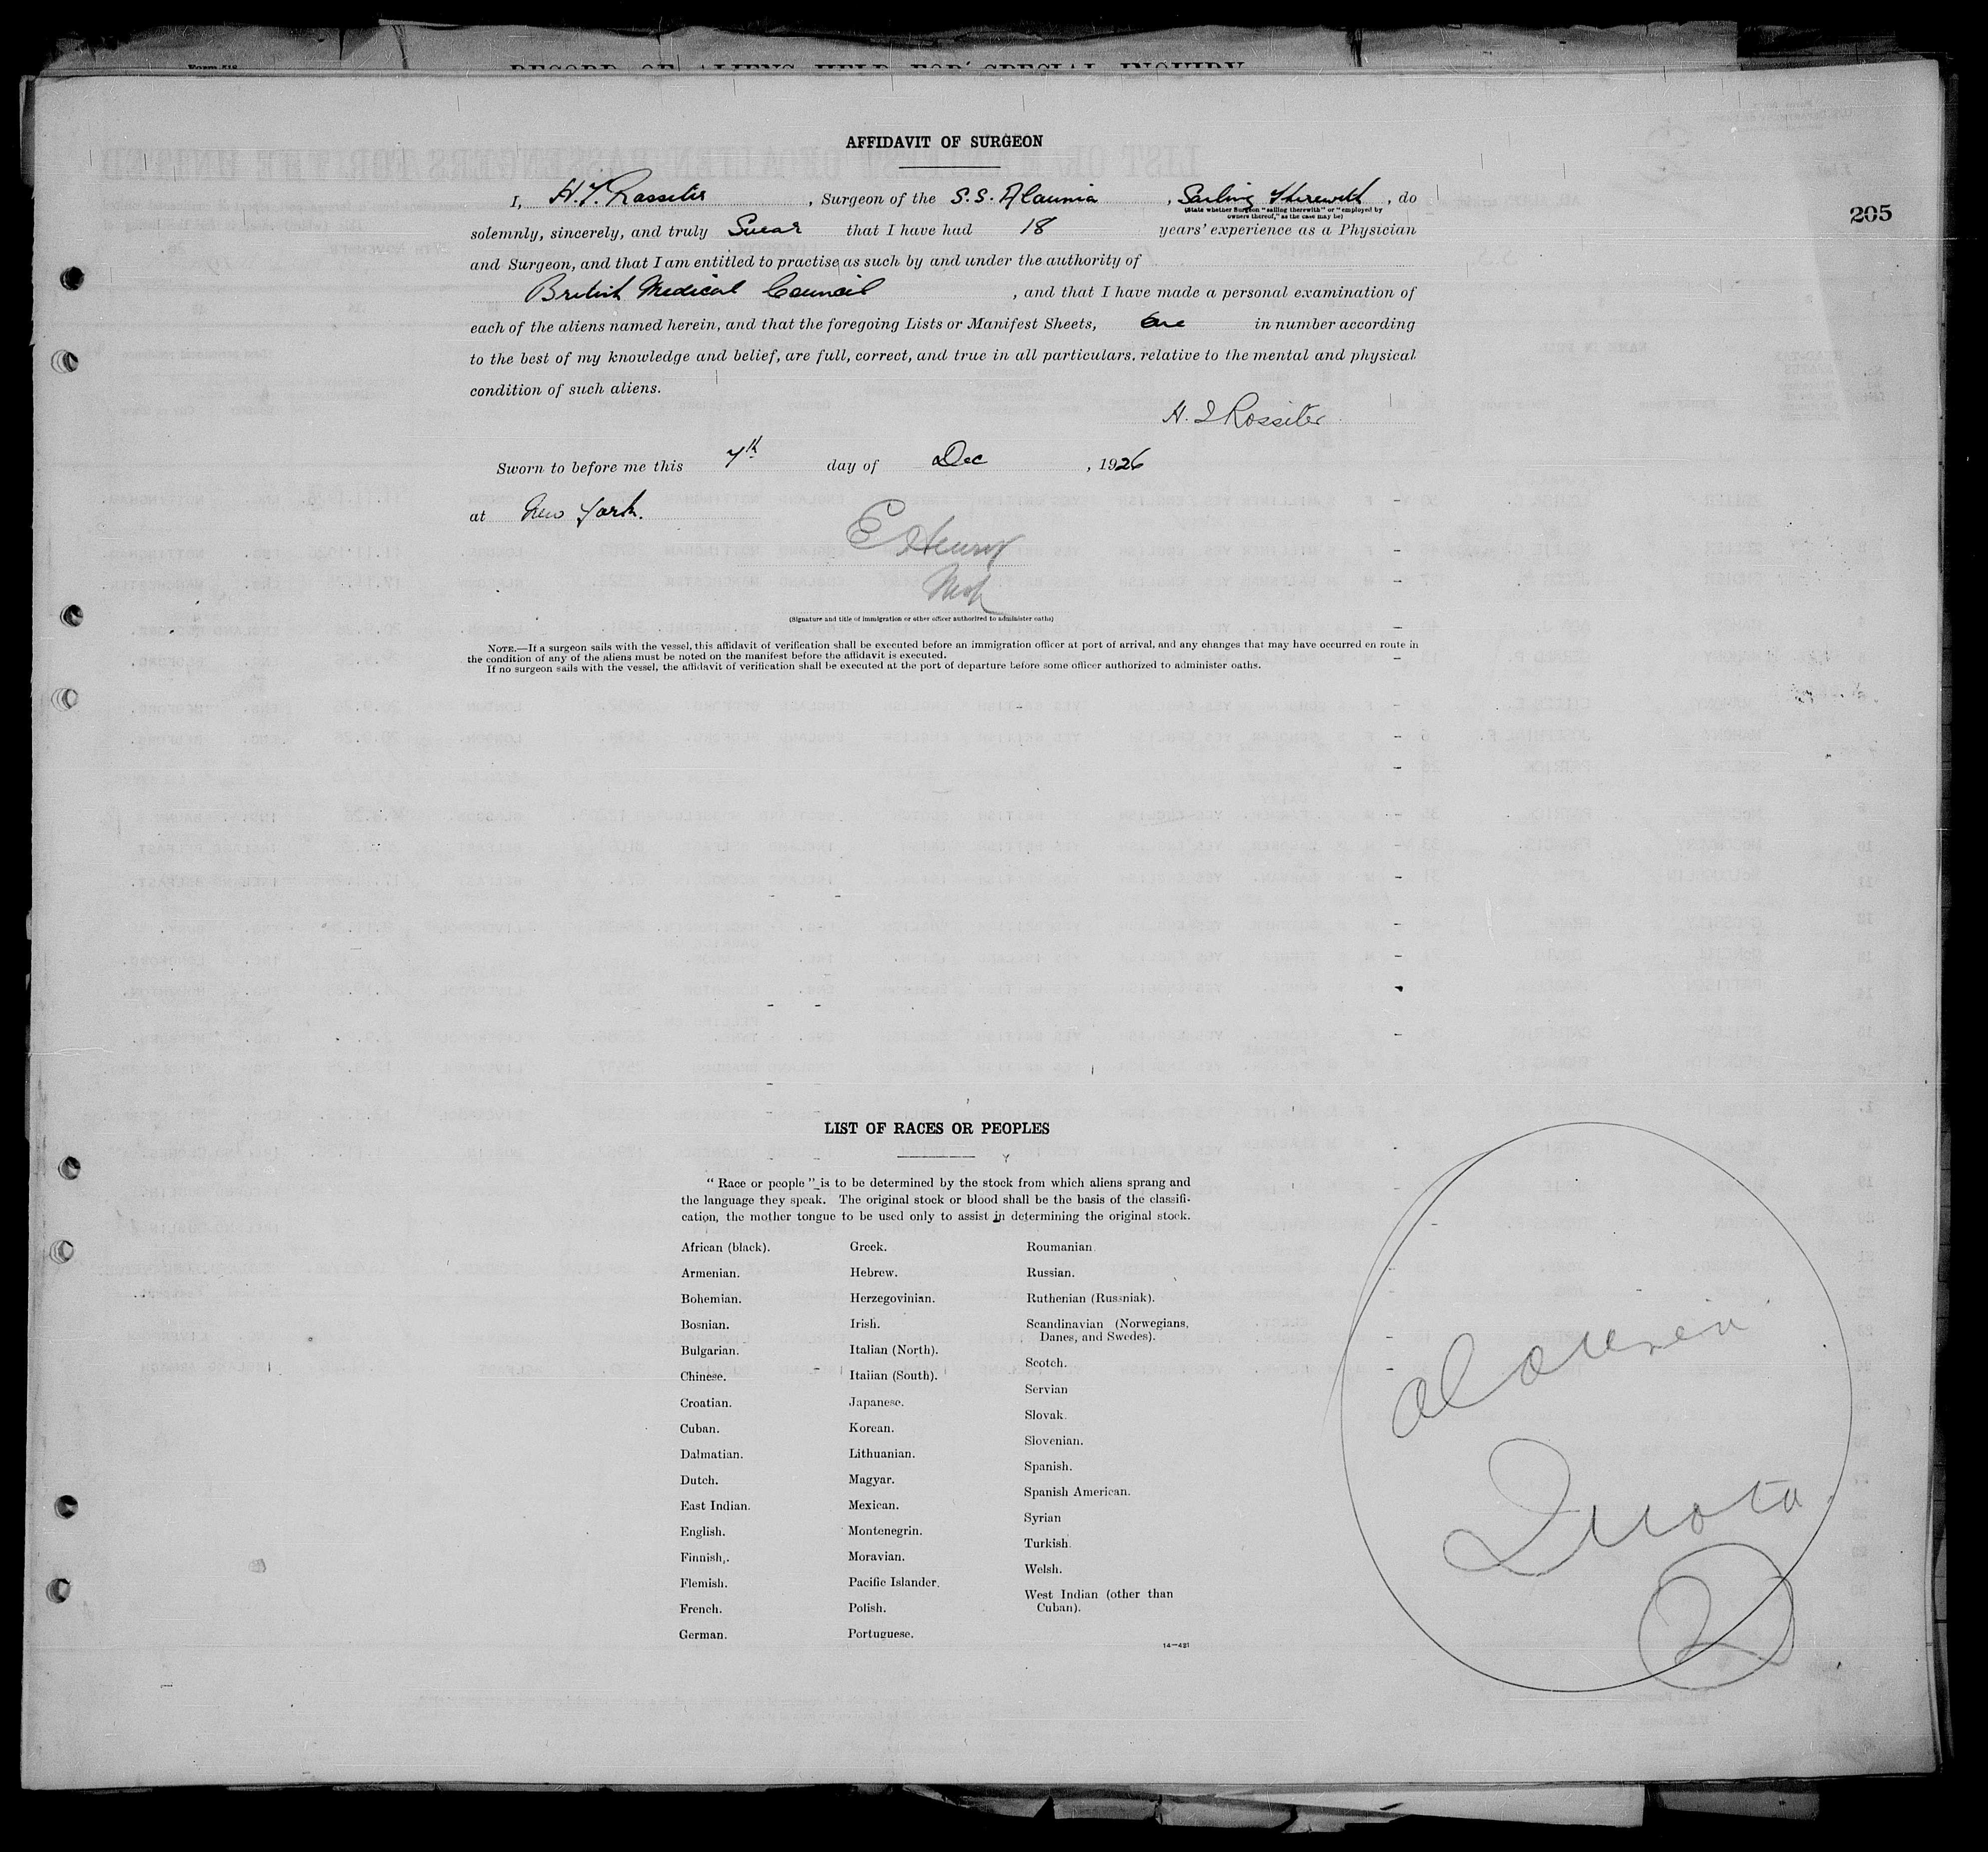 RECORD OF ALIENS HELD FOR SPECIAL INQUIRY
AFFIDAVIT OF SURGEON
205
I, Rossiter, Surgeon of the S.S. Alaunia, Sailing therewith, do
(State whether Surgeon "sailing therewith" or "employed by
owners thereof," as the case may be)
solemnly, sincerely, and truly Swear that I have had 18 years' experience as a Physician
and Surgeon, and that I am entitled to practise as such by and under the authority of
British Medical Council, and that I have made a personal examination of
each of the aliens named herein, and that the foregoing Lists or Manifest Sheets, one in number according
to the best of my knowledge and belief, are full, correct, and true in all particulars, relative to the mental and physical
condition of such aliens.
Rossiter
Sworn to before me this 7th day of Dec, 1926
at New York.
E Henry
(Signature and title of immigration or other officer authorized to administer oaths)
NOTE.—If a surgeon sails with the vessel, this affidavit of verification shall be executed before an immigration officer at port of arrival, and any changes that may have occurred en route in
the condition of any of the aliens must be noted on the manifest before the affidavit is executed.
If no surgeon sails with the vessel, the affidavit of verification shall be executed at the port of departure before some officer authorized to administer oaths.
LIST OF RACES OR PEOPLES
"Race or people" is to be determined by the stock from which aliens sprang and
the language they speak. The original stock or blood shall be the basis of the classifi-
cation, the mother tongue to be used only to assist in determining the original stock.
African (black).
Armenian.
Bohemian.
Bosnian.
Bulgarian.
Chinese.
Croatian.
Cuban.
Dalmatian.
Dutch.
East Indian.
English.
Finnish.
Flemish.
French.
German.
Greek.
Hebrew.
Herzegovinian.
Irish.
Italian (North).
Italian (South).
Japanese.
Korean.
Lithuanian.
Magyar.
Mexican.
Montenegrin.
Moravian.
Pacific Islander.
Polish.
Portuguese.
Roumanian.
Russian.
Ruthenian (Russniak).
Scandinavian (Norwegians,
Danes, and Swedes).
Scotch.
Servian
Slovak.
Slovenian.
Spanish.
Spanish American.
Syrian
Turkish.
Welsh.
West Indian (other than
Cuban).
14—421
Alaunia
Quota
2